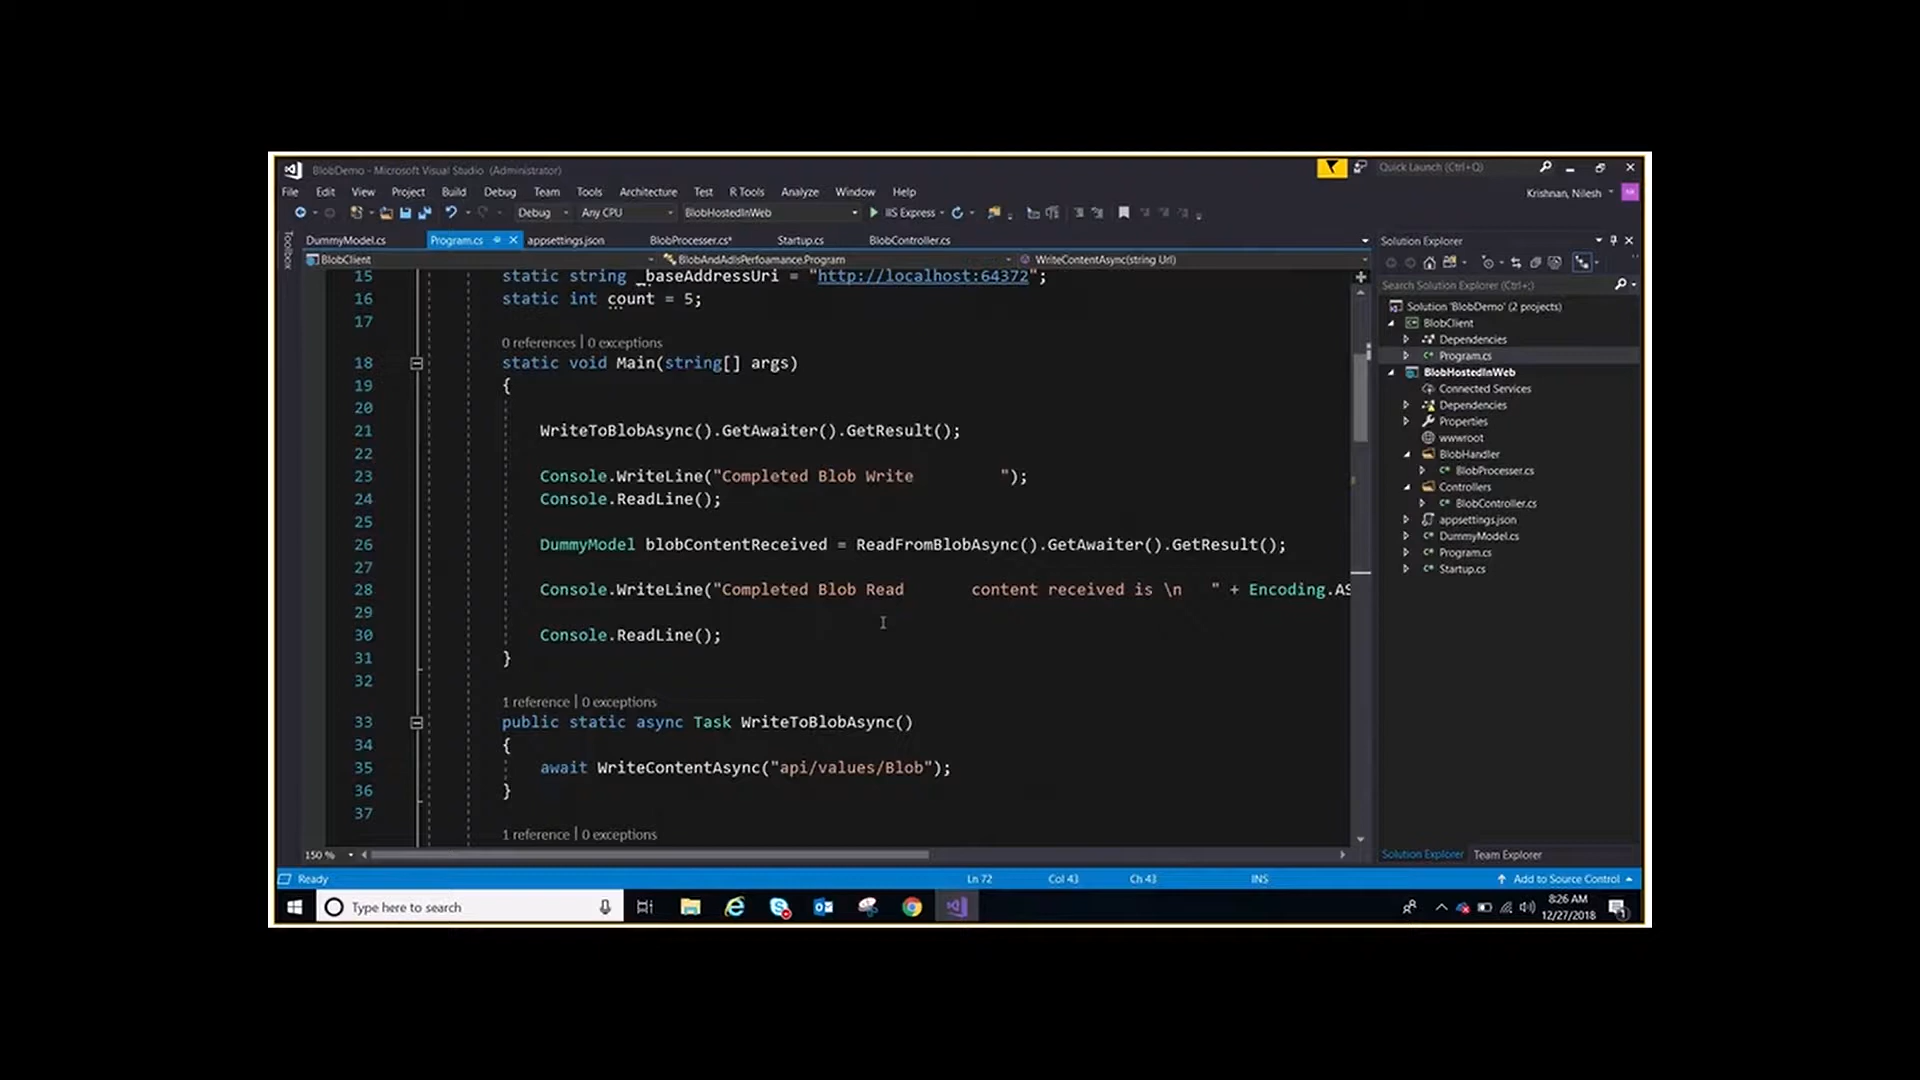 BlobDemo - Microsoft Visual Studio (Administrator)
Quick Launch (Ctrl+Q)
File Edit View Project Build Debug Team Tools Architecture Test R Tools Analyze Window Help
Krishnan, Nilesh
Debug Any CPU BlobHostedInWeb IIS Express
Toolbox
DummyModel.cs Program.cs appsettings.json BlobProcesser.cs* Startup.cs BlobController.cs
BlobClient BlobAndAdlsPerfoamance.Program WriteContentAsync(string Url)
15 static string _baseAddressUri = "http://localhost:64372";
16 static int count = 5;
17
0 references | 0 exceptions
18 static void Main(string[] args)
19 {
20
21 WriteToBlobAsync().GetAwaiter().GetResult();
22
23 Console.WriteLine("Completed Blob Write ");
24 Console.ReadLine();
25
26 DummyModel blobContentReceived = ReadFromBlobAsync().GetAwaiter().GetResult();
27
28 Console.WriteLine("Completed Blob Read content received is \n " + Encoding.AS
29
30 Console.ReadLine();
31 }
32
1 reference | 0 exceptions
33 public static async Task WriteToBlobAsync()
34 {
35 await WriteContentAsync("api/values/Blob");
36 }
37
1 reference | 0 exceptions
150 %
Solution Explorer
Search Solution Explorer (Ctrl+;)
Solution 'BlobDemo' (2 projects)
BlobClient
Dependencies
Program.cs
BlobHostedInWeb
Connected Services
Dependencies
Properties
wwwroot
BlobHandler
BlobProcesser.cs
Controllers
BlobController.cs
appsettings.json
DummyModel.cs
Program.cs
Startup.cs
Solution Explorer Team Explorer
Ready Ln 72 Col 43 Ch 43 INS Add to Source Control
Type here to search
8:26 AM
12/27/2018